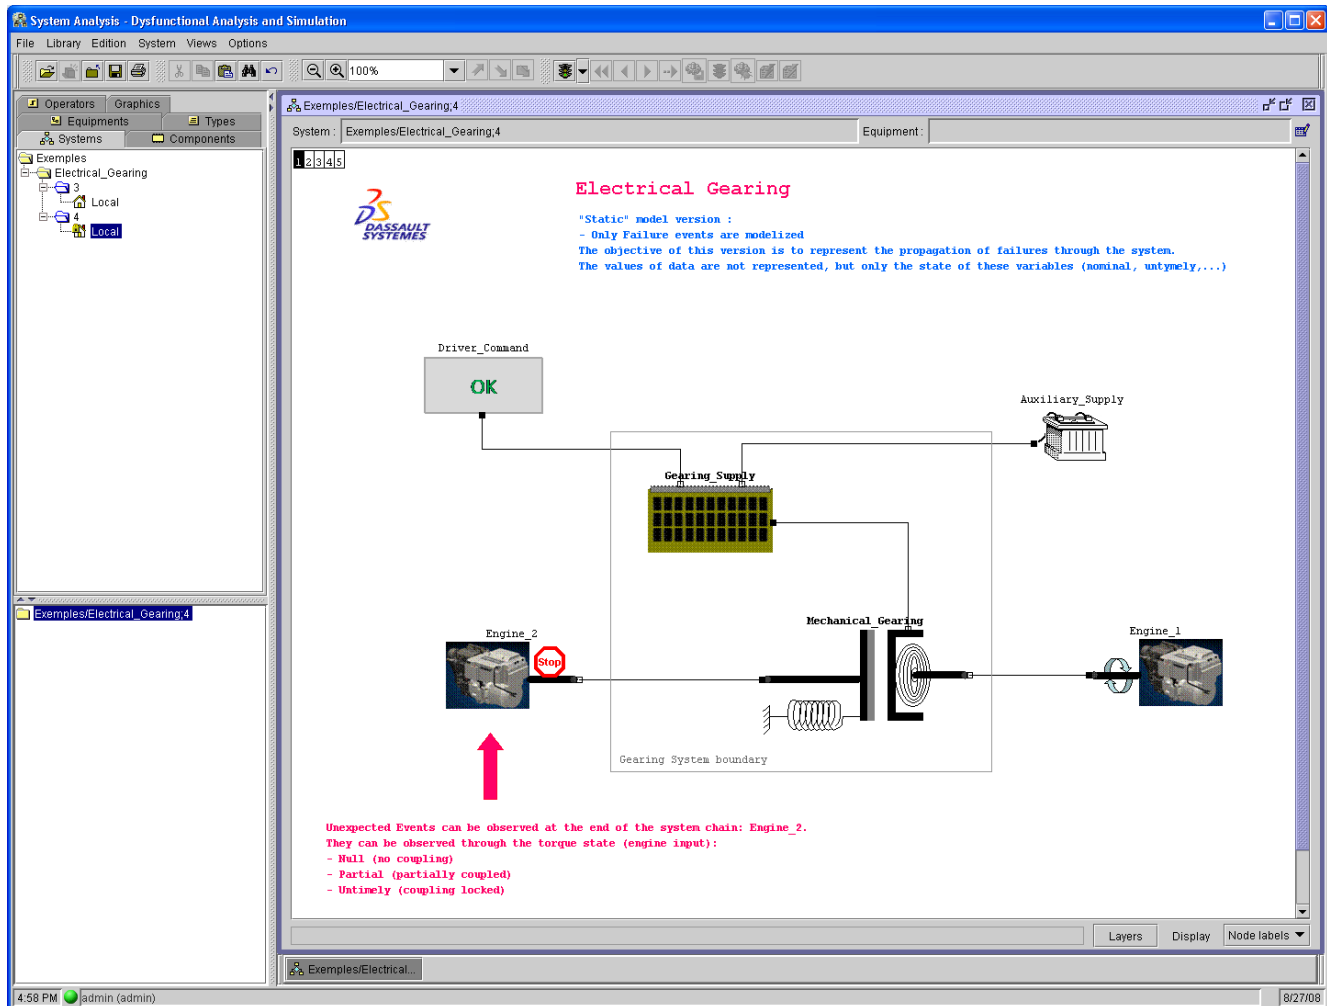 System Analysis - Dysfunctional Analysis and Simulation
File Library Edition System Views Options
100%
Operators Graphics
Equipments Types
Systems Components
Exemples
Electrical_Gearing
3
Local
4
Local
Exemples/Electrical_Gearing;4
Exemples/Electrical_Gearing;4
System : Exemples/Electrical_Gearing;4 Equipment :
1 2 3 4 5
DASSAULT
SYSTEMES
Electrical Gearing
"Static" model version :
- Only Failure events are modelized
The objective of this version is to represent the propagation of failures through the system.
The values of data are not represented, but only the state of these variables (nominal, untymely,...)
Driver_Command
OK
Auxiliary_Supply
Gearing_Supply
Mechanical_Gearing
Engine_2
Stop
Engine_1
Gearing System boundary
Unexpected Events can be observed at the end of the system chain: Engine_2.
They can be observed through the torque state (engine input):
- Null (no coupling)
- Partial (partially coupled)
- Untimely (coupling locked)
Layers Display Node labels
Exemples/Electrical...
4:58 PM admin (admin) 8/27/08